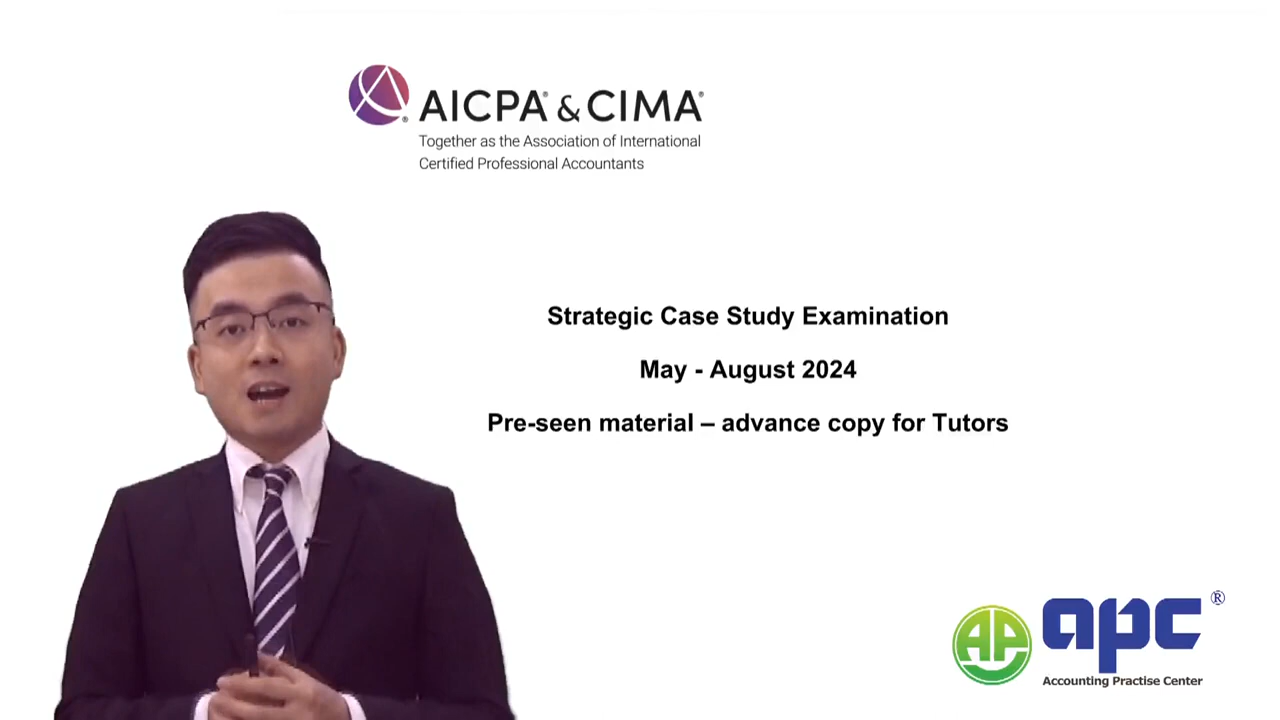 AICPA® & CIMA®
Together as the Association of International
Certified Professional Accountants
Strategic Case Study Examination
May - August 2024
Pre-seen material – advance copy for Tutors
AP apc®
Accounting Practise Center